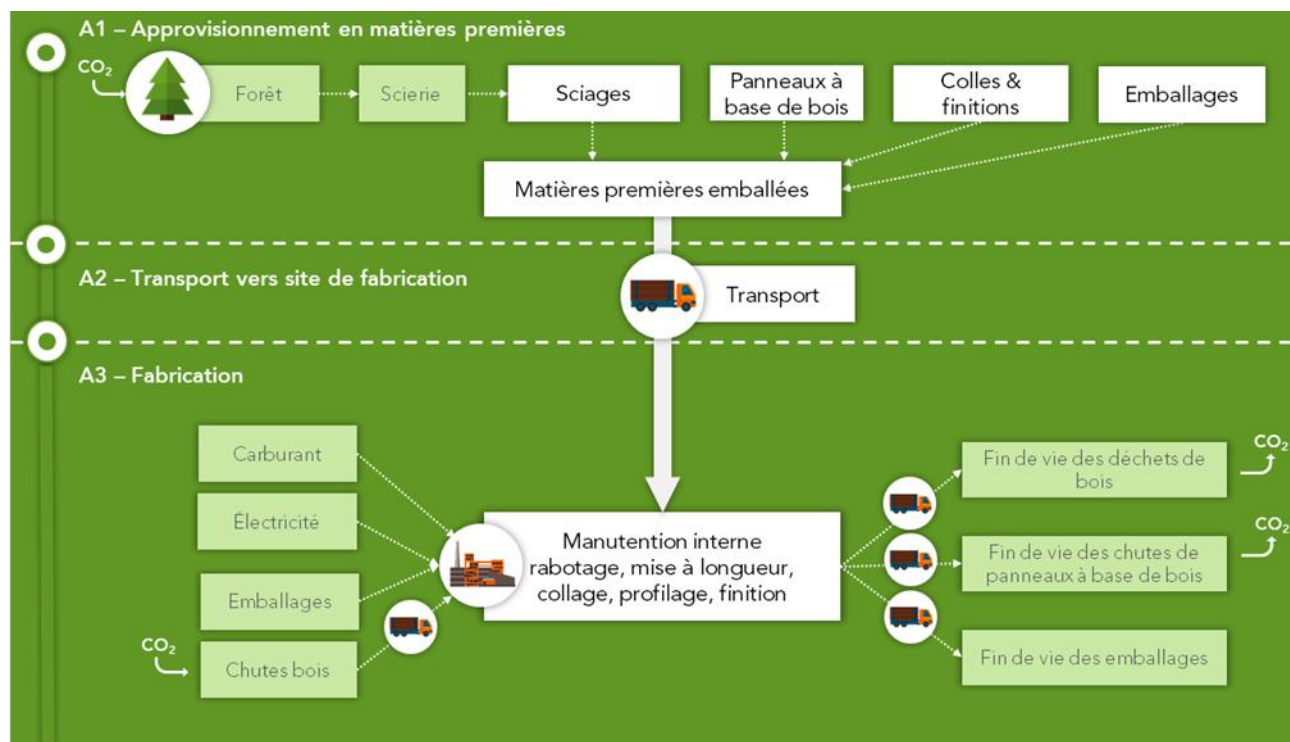 A1 – Approvisionnement en matières premières
CO₂
Forêt
Scierie
Sciages
Panneaux à
base de bois
Colles &
finitions
Emballages
Matières premières emballées
A2 – Transport vers site de fabrication
Transport
A3 – Fabrication
Carburant
Électricité
Emballages
CO₂
Chutes bois
Manutention interne
rabotage, mise à longueur,
collage, profilage, finition
Fin de vie des déchets de
bois
CO₂
Fin de vie des chutes de
panneaux à base de bois
CO₂
Fin de vie des emballages